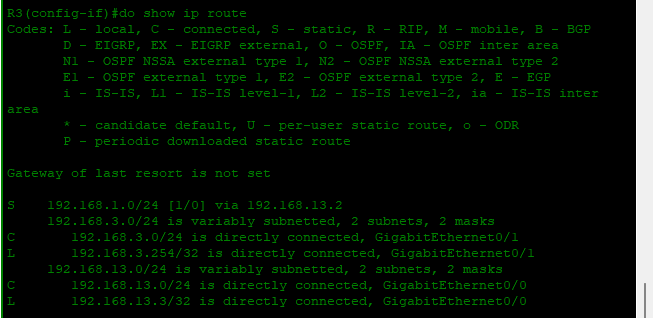 R3(config-if)#do show ip route
Codes: L - local, C - connected, S - static, R - RIP, M - mobile, B - BGP
       D - EIGRP, EX - EIGRP external, O - OSPF, IA - OSPF inter area
       N1 - OSPF NSSA external type 1, N2 - OSPF NSSA external type 2
       E1 - OSPF external type 1, E2 - OSPF external type 2, E - EGP
       i - IS-IS, L1 - IS-IS level-1, L2 - IS-IS level-2, ia - IS-IS inter
area
       * - candidate default, U - per-user static route, o - ODR
       P - periodic downloaded static route

Gateway of last resort is not set

S    192.168.1.0/24 [1/0] via 192.168.13.2
     192.168.3.0/24 is variably subnetted, 2 subnets, 2 masks
C       192.168.3.0/24 is directly connected, GigabitEthernet0/1
L       192.168.3.254/32 is directly connected, GigabitEthernet0/1
     192.168.13.0/24 is variably subnetted, 2 subnets, 2 masks
C       192.168.13.0/24 is directly connected, GigabitEthernet0/0
L       192.168.13.3/32 is directly connected, GigabitEthernet0/0